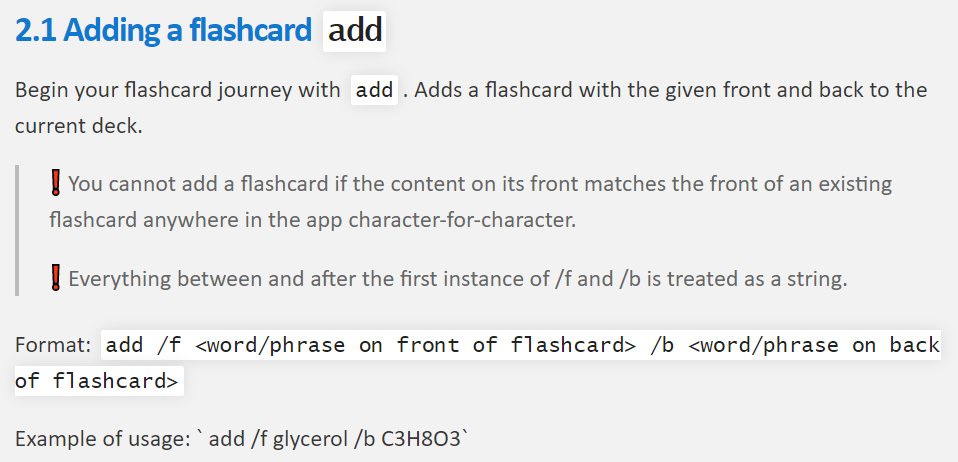 2.1 Adding a flashcard add
Begin your flashcard journey with add . Adds a flashcard with the given front and back to the
current deck.
❗You cannot add a flashcard if the content on its front matches the front of an existing
flashcard anywhere in the app character-for-character.
❗Everything between and after the first instance of /f and /b is treated as a string.
Format: add /f <word/phrase on front of flashcard> /b <word/phrase on back
of flashcard>
Example of usage: ` add /f glycerol /b C3H8O3`